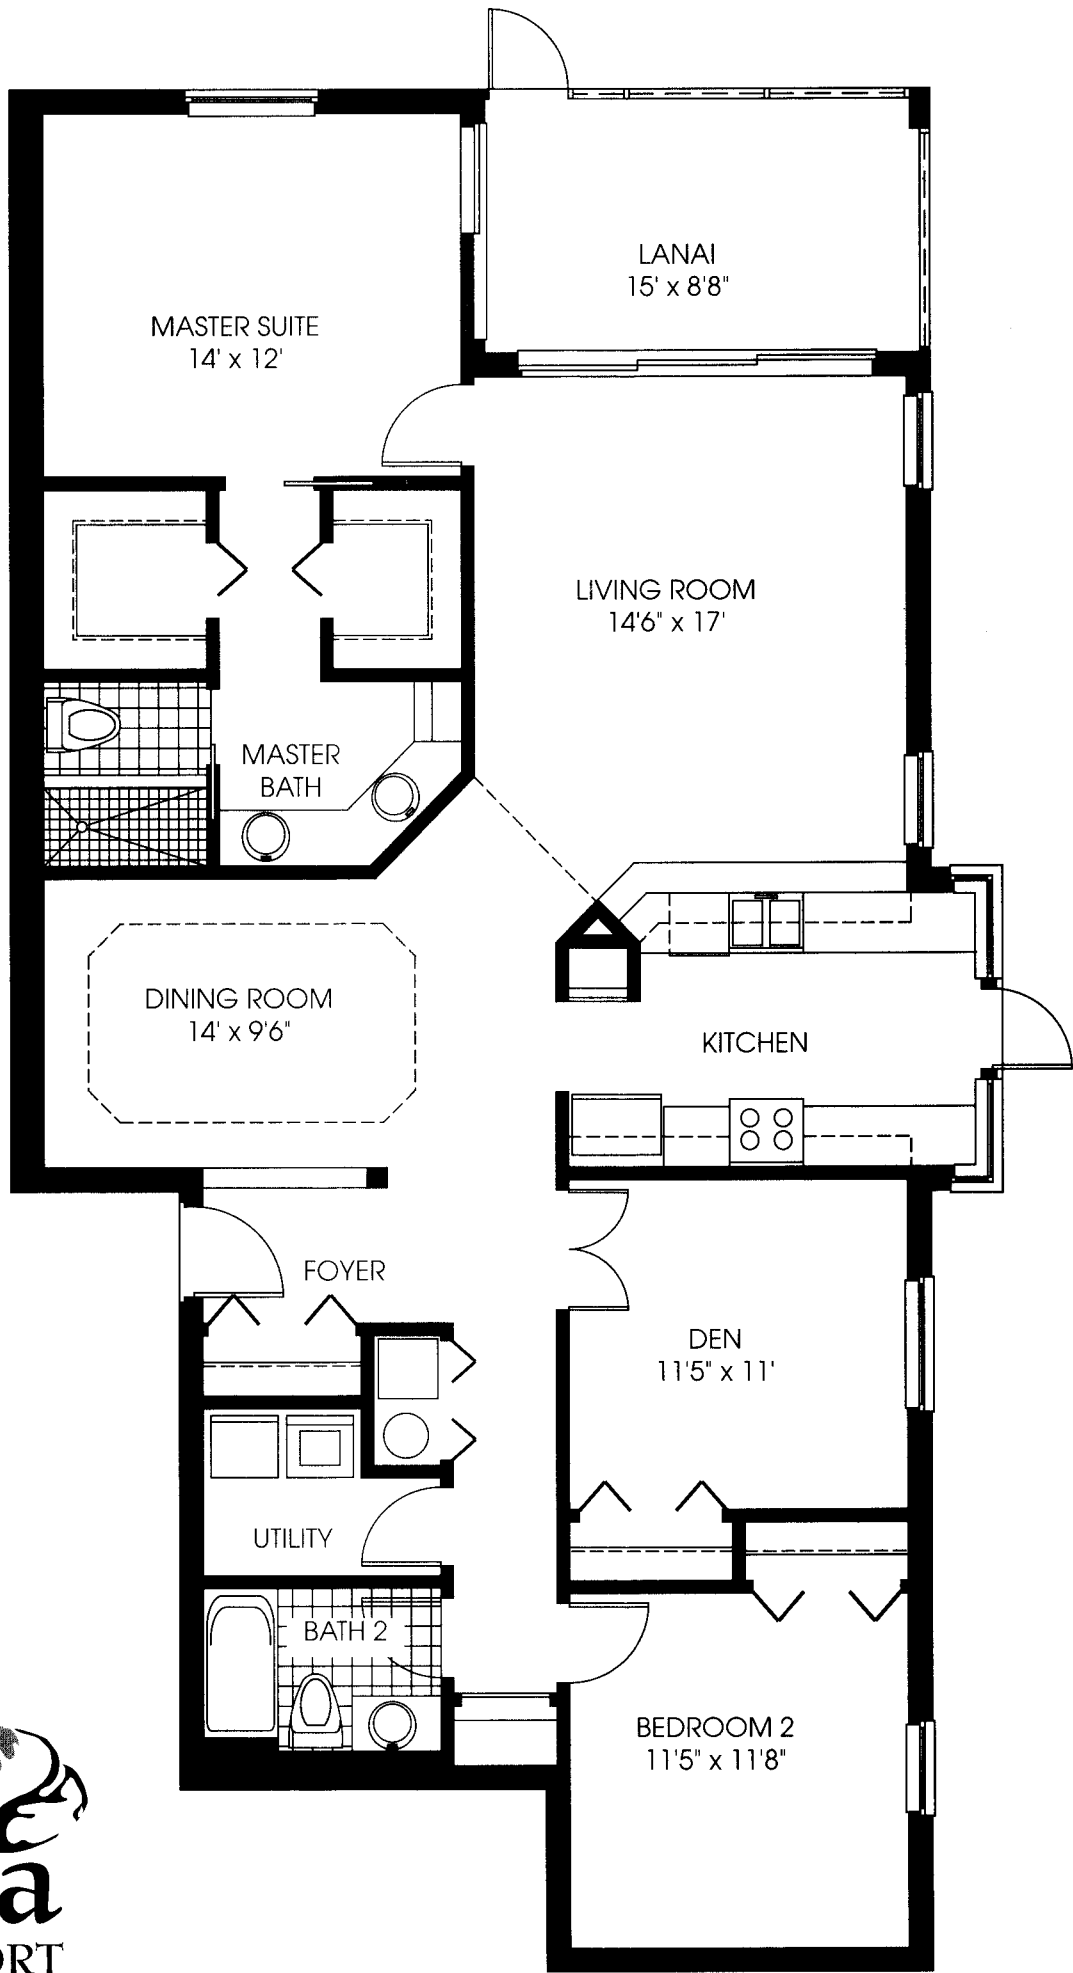 LANAI
15' x 8'8"
MASTER SUITE
14' x 12'
LIVING ROOM
14'6" x 17'
MASTER
BATH
DINING ROOM
14' x 9'6"
KITCHEN
FOYER
DEN
11'5" x 11'
UTILITY
BATH 2
BEDROOM 2
11'5" x 11'8"
a
ORT